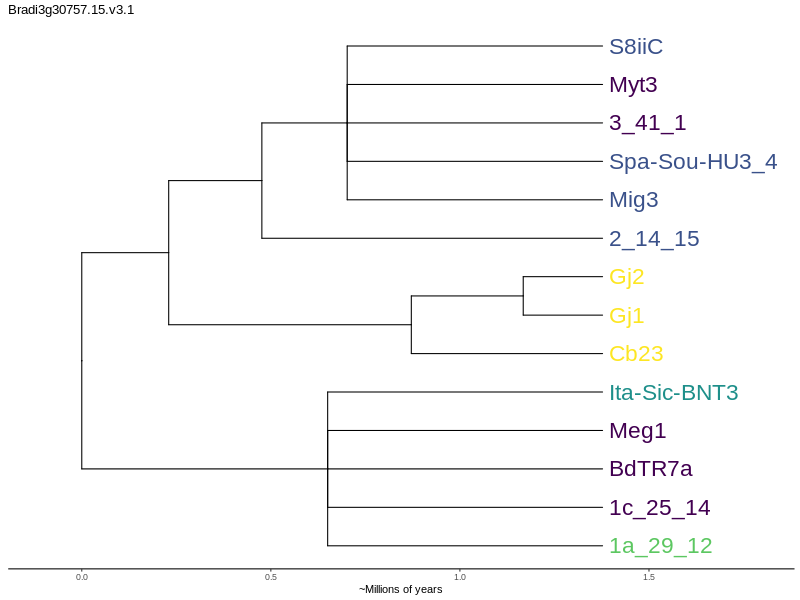 Bradi3g30757.15.v3.1
S8iiC
Myt3
3_41_1
Spa-Sou-HU3_4
Mig3
2_14_15
Gj2
Gj1
Cb23
Ita-Sic-BNT3
Meg1
BdTR7a
1c_25_14
1a_29_12
0.0 0.5 1.0 1.5
~Millions of years